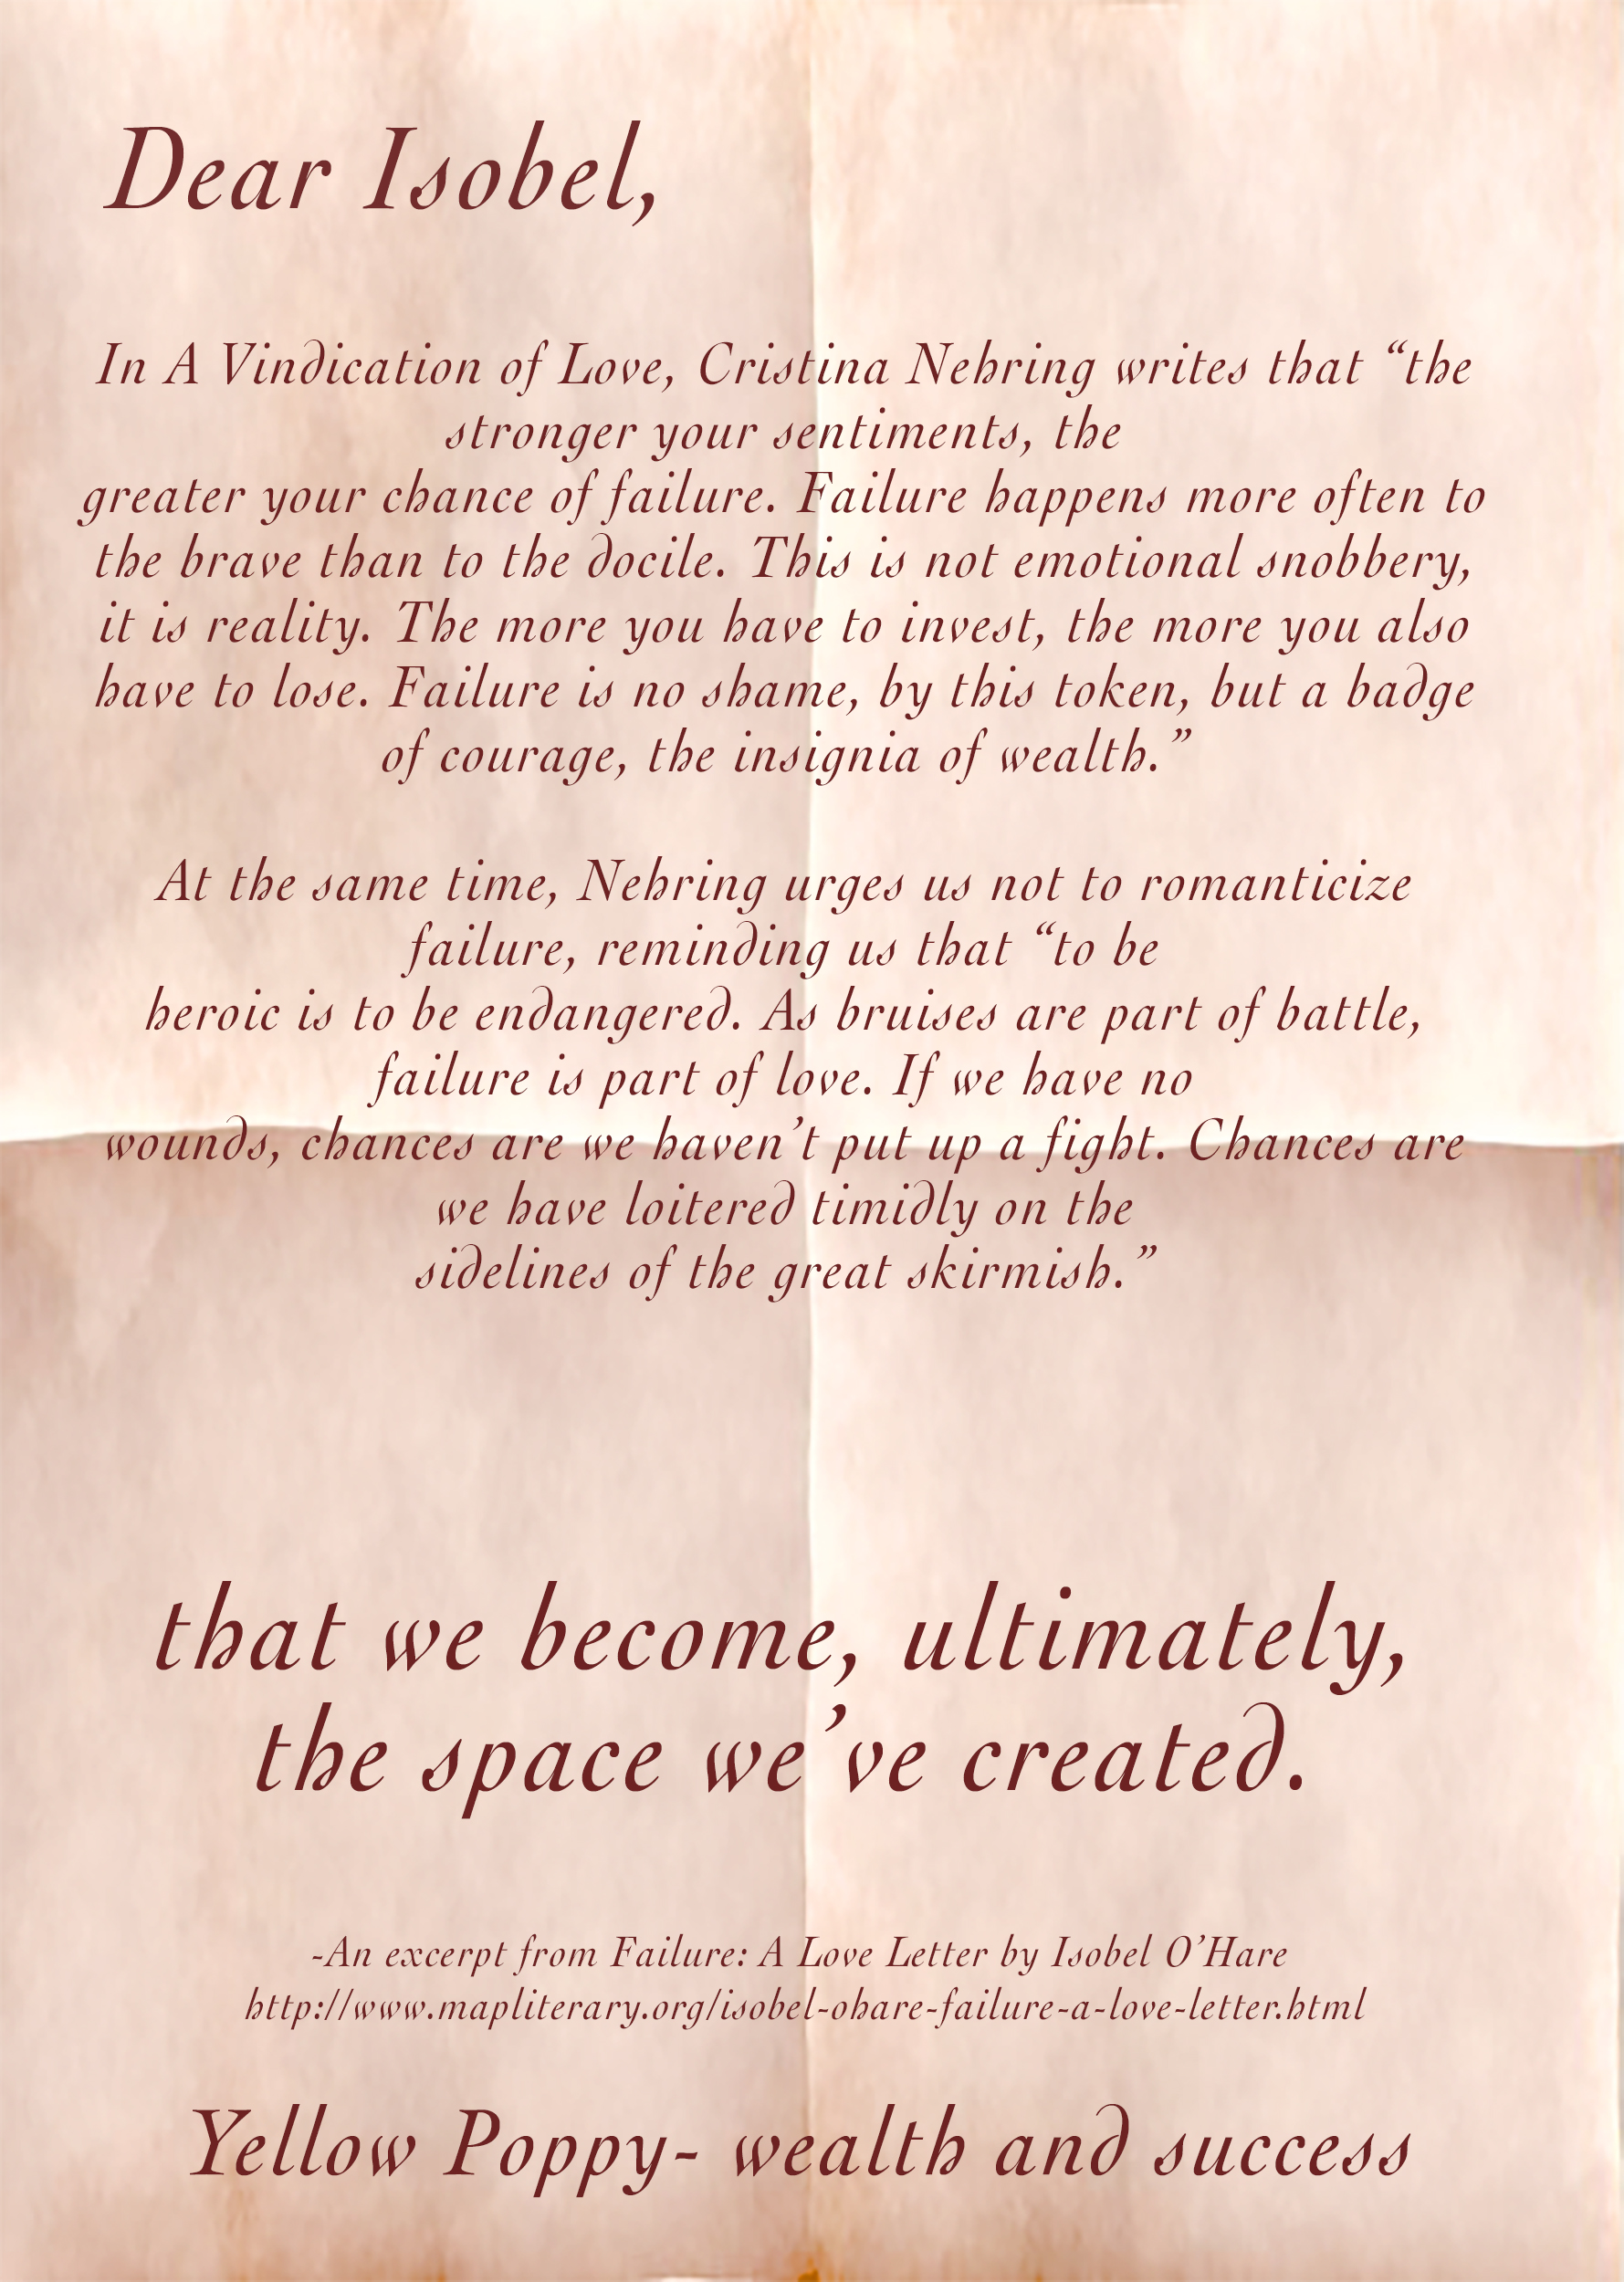 Dear Isobel,
In A Vindication of Love, Cristina Nehring writes that “the
stronger your sentiments, the
greater your chance of failure. Failure happens more often to
the brave than to the docile. This is not emotional snobbery,
it is reality. The more you have to invest, the more you also
have to lose. Failure is no shame, by this token, but a badge
of courage, the insignia of wealth.”
At the same time, Nehring urges us not to romanticize
failure, reminding us that “to be
heroic is to be endangered. As bruises are part of battle,
failure is part of love. If we have no
wounds, chances are we haven’t put up a fight. Chances are
we have loitered timidly on the
sidelines of the great skirmish.”
that we become, ultimately,
the space we’ve created.
-An excerpt from Failure: A Love Letter by Isobel O’Hare
http://www.mapliterary.org/isobel-ohare-failure-a-love-letter.html
Yellow Poppy- wealth and success